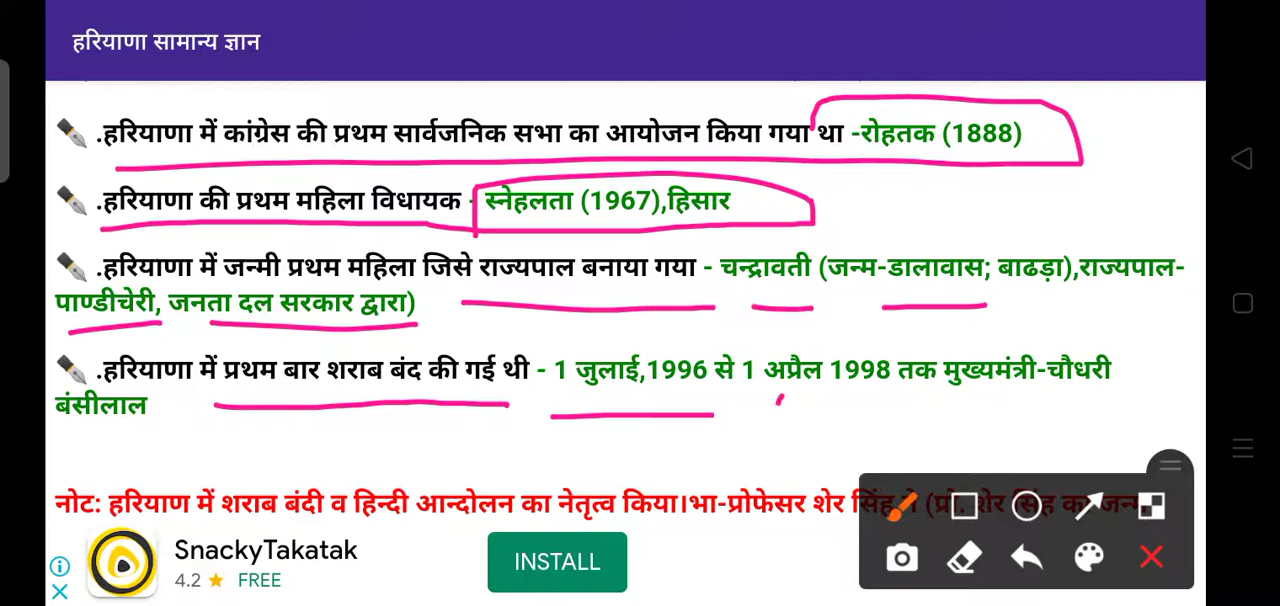 हरियाणा सामान्य ज्ञान
.हरियाणा में कांग्रेस की प्रथम सार्वजनिक सभा का आयोजन किया गया था -रोहतक (1888)
.हरियाणा की प्रथम महिला विधायक - स्नेहलता (1967),हिसार
.हरियाणा में जन्मी प्रथम महिला जिसे राज्यपाल बनाया गया - चन्द्रावती (जन्म-डालावास; बाढड़ा),राज्यपाल-
पाण्डीचेरी, जनता दल सरकार द्वारा)
.हरियाणा में प्रथम बार शराब बंद की गई थी - 1 जुलाई,1996 से 1 अप्रैल 1998 तक मुख्यमंत्री-चौधरी
बंसीलाल
नोट: हरियाण में शराब बंदी व हिन्दी आन्दोलन का नेतृत्व किया।भा-प्रोफेसर शेर सिंह ने (प्रो. शेर सिंह का जन्म
SnackyTakatak
4.2 ★ FREE
INSTALL